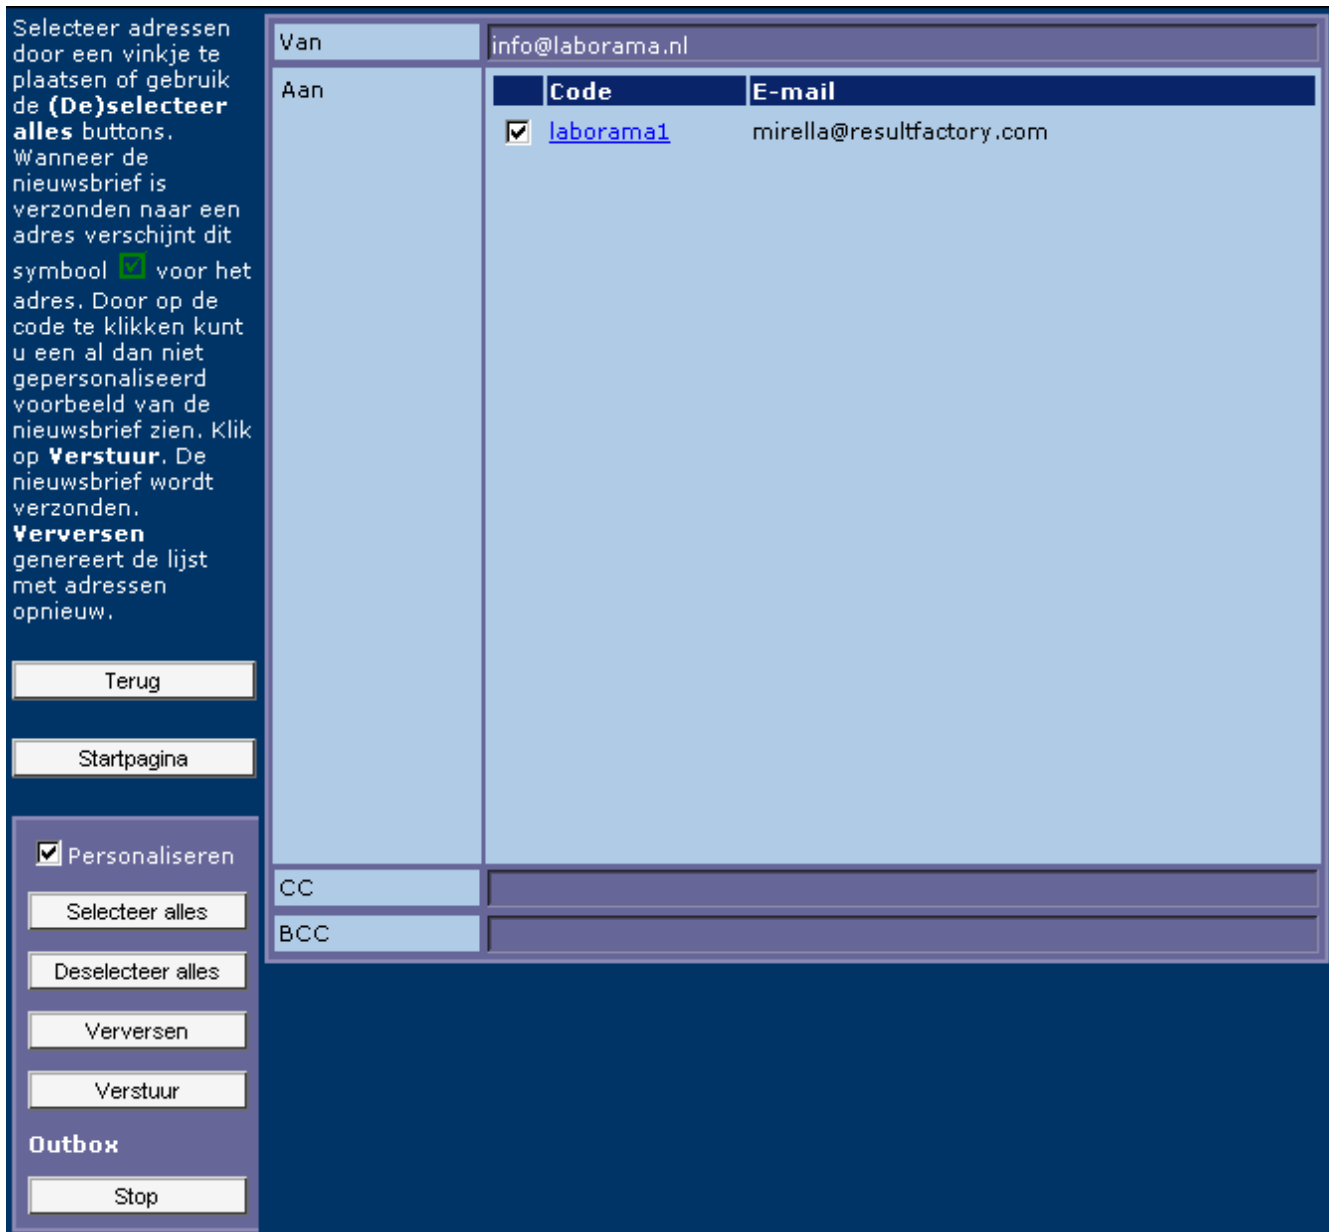 Selecteer adressen
door een vinkje te
plaatsen of gebruik
de (De)selecteer
alles buttons.
Wanneer de
nieuwsbrief is
verzonden naar een
adres verschijnt dit
symbool voor het
adres. Door op de
code te klikken kunt
u een al dan niet
gepersonaliseerd
voorbeeld van de
nieuwsbrief zien. Klik
op Verstuur. De
nieuwsbrief wordt
verzonden.
Verversen
genereert de lijst
met adressen
opnieuw.
Terug
Startpagina
Personaliseren
Selecteer alles
Deselecteer alles
Verversen
Verstuur
Outbox
Stop
Van info@laborama.nl
Aan
Code E-mail
laborama1 mirella@resultfactory.com
CC
BCC